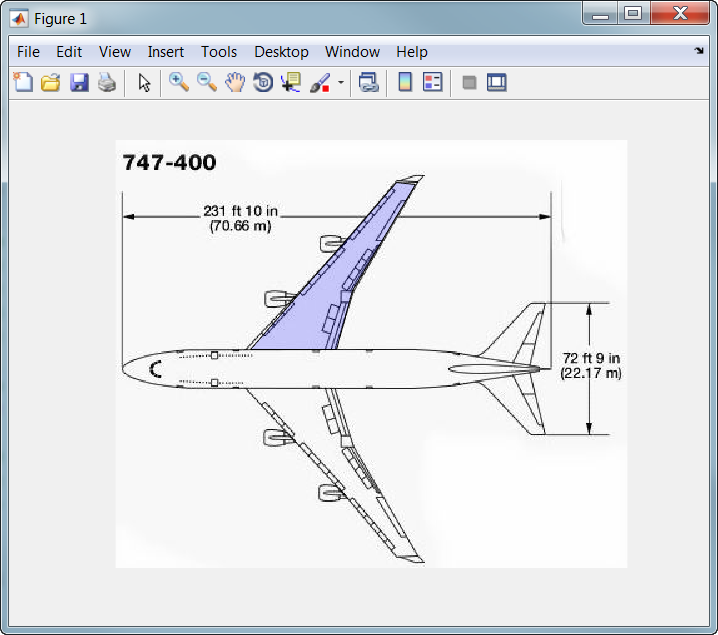 Figure 1
File Edit View Insert Tools Desktop Window Help
747-400
231 ft 10 in
(70.66 m)
72 ft 9 in
(22.17 m)